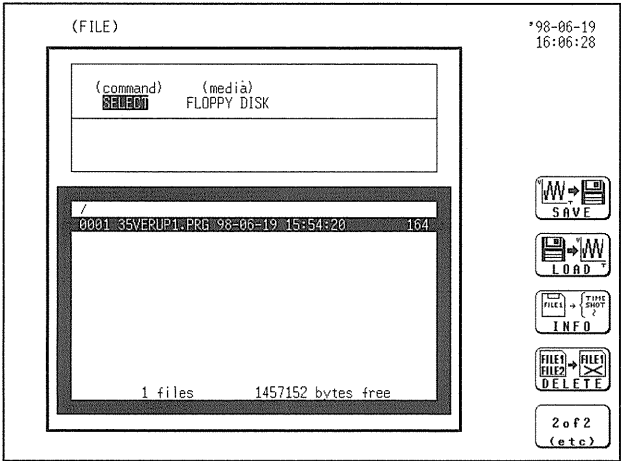 (FILE)
'98-06-19
16:06:28
(command) (media)
SELECT FLOPPY DISK
/
0001 35VERUP1.PRG 98-06-19 15:54:20 164
1 files 1457152 bytes free
V T
SAVE
V T
LOAD
FILE1 TIME SHOT
INFO
FILE1 FILE2 FILE1
DELETE
2of2
(etc)